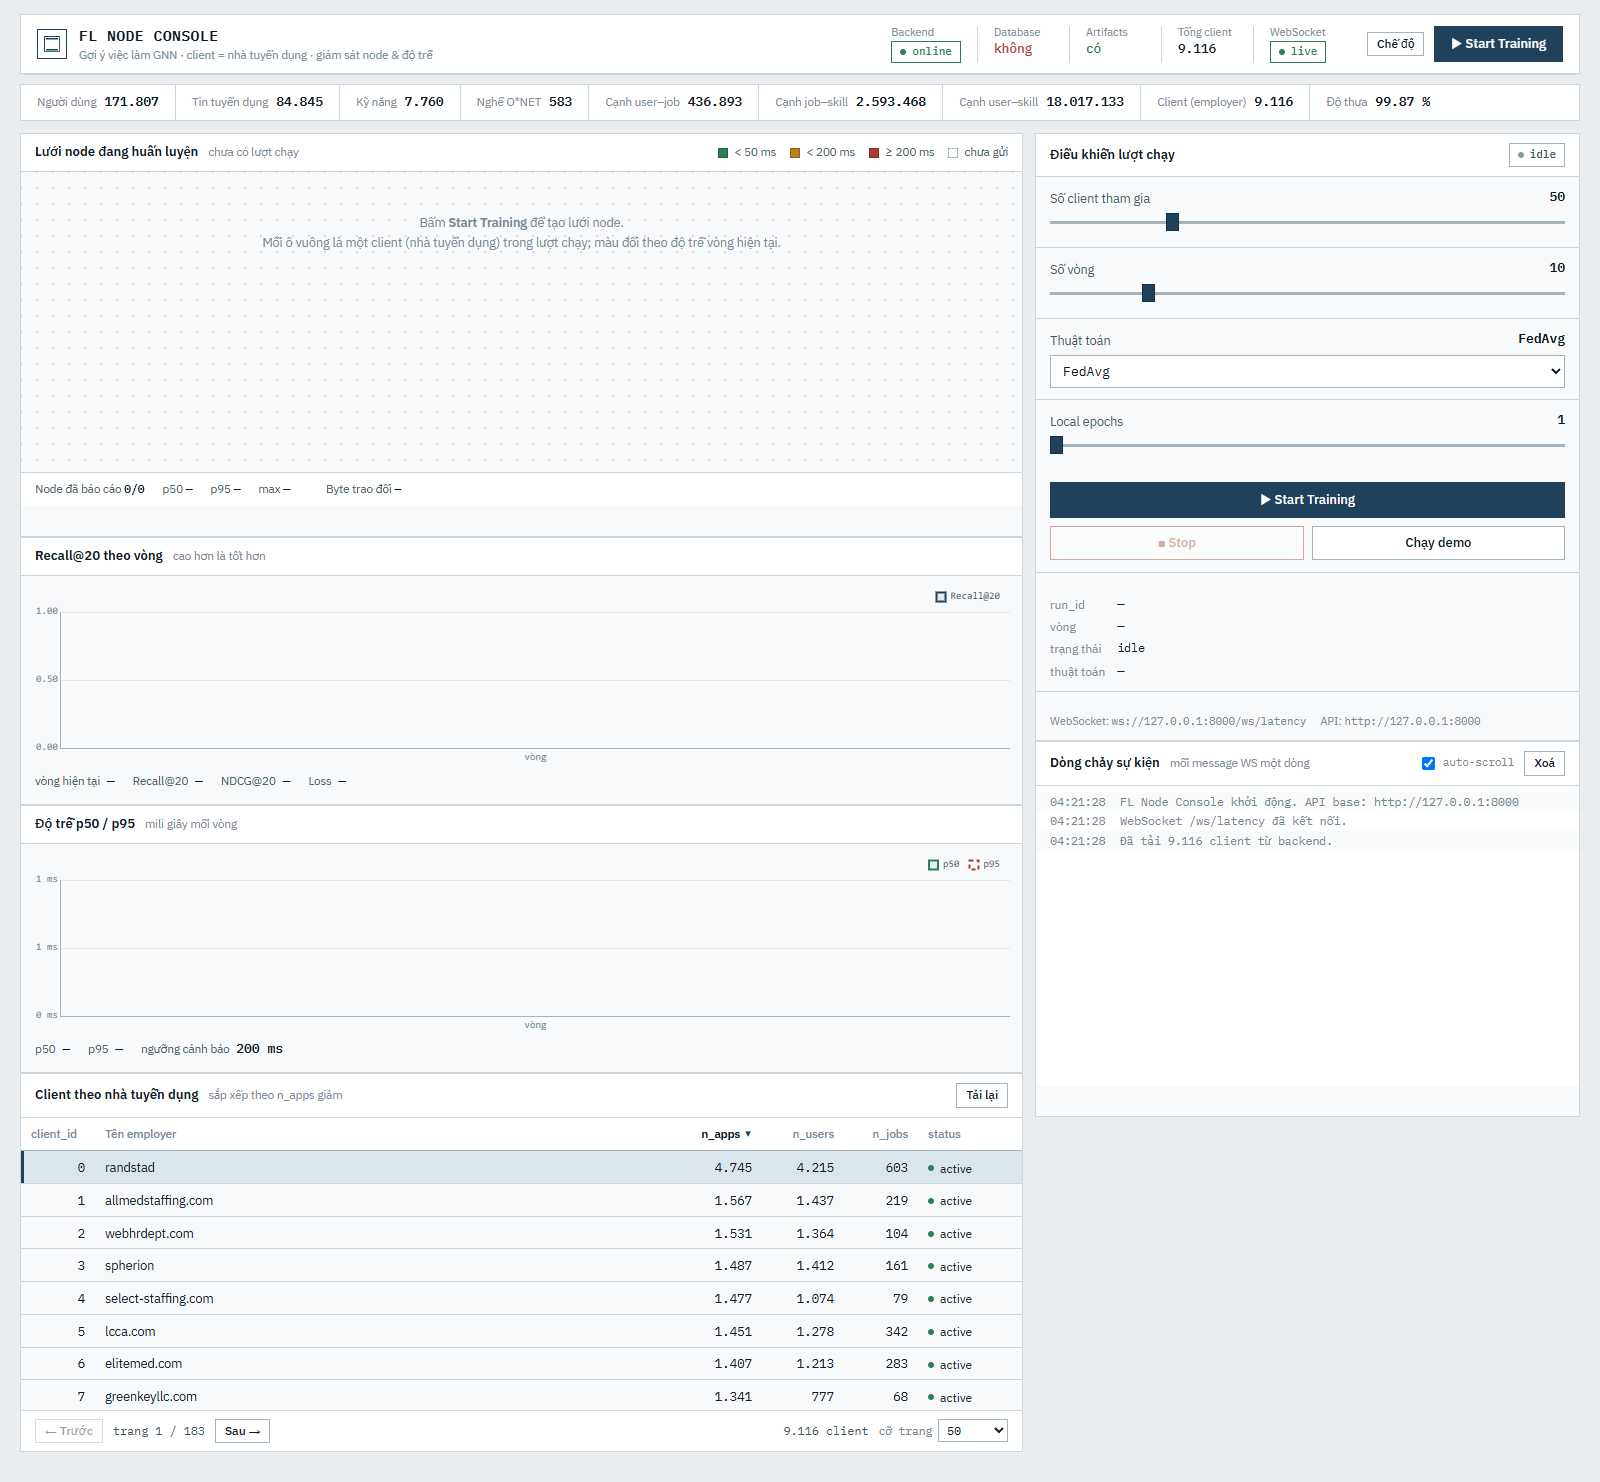 FL NODE CONSOLE
Gợi ý việc làm GNN · client = nhà tuyển dụng · giám sát node & độ trễ
Backend
online
Database
không
Artifacts
có
Tổng client
9.116
WebSocket
live
Chế độ
▶ Start Training
Người dùng 171.807
Tin tuyển dụng 84.845
Kỹ năng 7.760
Nghề O*NET 583
Cạnh user–job 436.893
Cạnh job–skill 2.593.468
Cạnh user–skill 18.017.133
Client (employer) 9.116
Độ thưa 99.87 %
Lưới node đang huấn luyện chưa có lượt chạy
< 50 ms < 200 ms ≥ 200 ms chưa gửi
Bấm Start Training để tạo lưới node.
Mỗi ô vuông là một client (nhà tuyển dụng) trong lượt chạy; màu đổi theo độ trễ vòng hiện tại.
Node đã báo cáo 0/0 p50 — p95 — max — Byte trao đổi —
Recall@20 theo vòng cao hơn là tốt hơn
Recall@20
1.00
0.50
0.00
vòng
vòng hiện tại — Recall@20 — NDCG@20 — Loss —
Độ trễ p50 / p95 mili giây mỗi vòng
p50 p95
1 ms
1 ms
0 ms
vòng
p50 — p95 — ngưỡng cảnh báo 200 ms
Client theo nhà tuyển dụng sắp xếp theo n_apps giảm
Tải lại
client_id Tên employer n_apps ▼ n_users n_jobs status
0 randstad 4.745 4.215 603 active
1 allmedstaffing.com 1.567 1.437 219 active
2 webhrdept.com 1.531 1.364 104 active
3 spherion 1.487 1.412 161 active
4 select-staffing.com 1.477 1.074 79 active
5 lcca.com 1.451 1.278 342 active
6 elitemed.com 1.407 1.213 283 active
7 greenkeyllc.com 1.341 777 68 active
← Trước trang 1 / 183 Sau → 9.116 client cỡ trang 50
Điều khiển lượt chạy
idle
Số client tham gia 50
Số vòng 10
Thuật toán FedAvg
FedAvg
Local epochs 1
▶ Start Training
■ Stop
Chạy demo
run_id —
vòng —
trạng thái idle
thuật toán —
WebSocket: ws://127.0.0.1:8000/ws/latency API: http://127.0.0.1:8000
Dòng chảy sự kiện mỗi message WS một dòng
auto-scroll
Xoá
04:21:28 FL Node Console khởi động. API base: http://127.0.0.1:8000
04:21:28 WebSocket /ws/latency đã kết nối.
04:21:28 Đã tải 9.116 client từ backend.